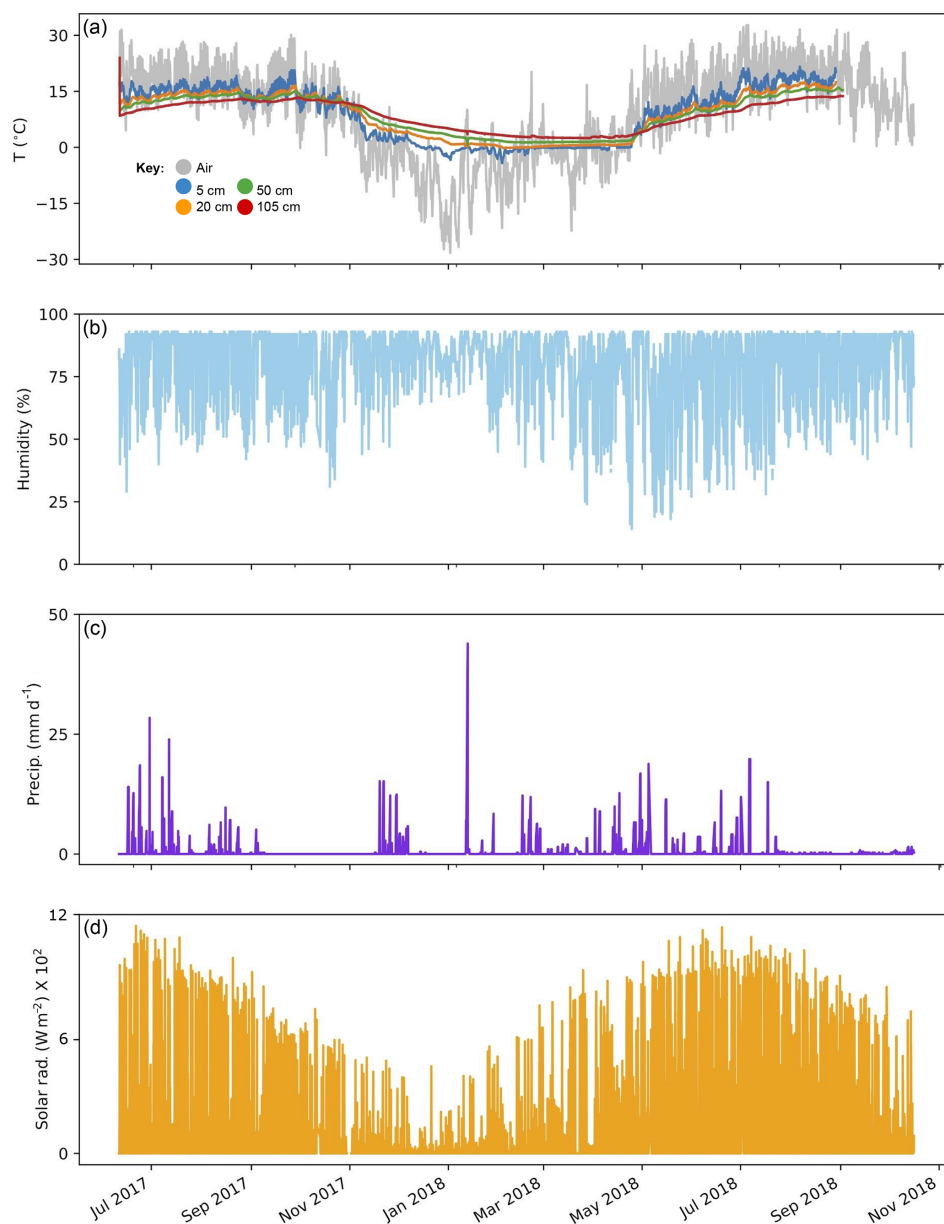 (a)
30
15
0
−15
−30
T (°C)
Key:
Air
5 cm
50 cm
20 cm
105 cm
(b)
100
75
50
25
0
Humidity (%)
(c)
50
25
0
Precip. (mm d⁻¹)
(d)
12
6
0
Solar rad. (W m⁻²) X 10²
Jul 2017
Sep 2017
Nov 2017
Jan 2018
Mar 2018
May 2018
Jul 2018
Sep 2018
Nov 2018